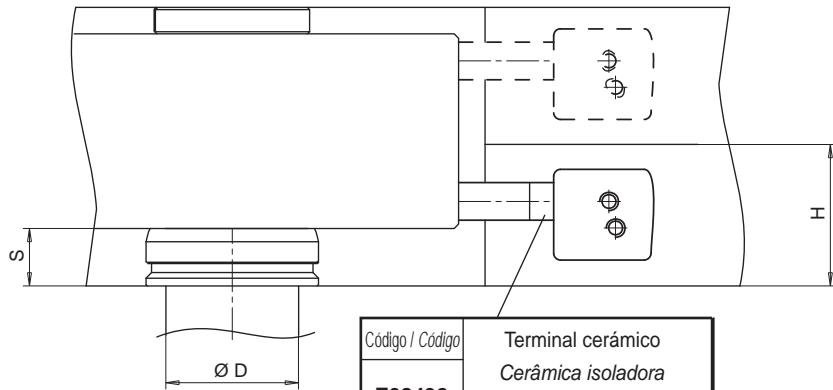 S
H
Ø D
Código / Código
Terminal cerámico
Cerâmica isoladora